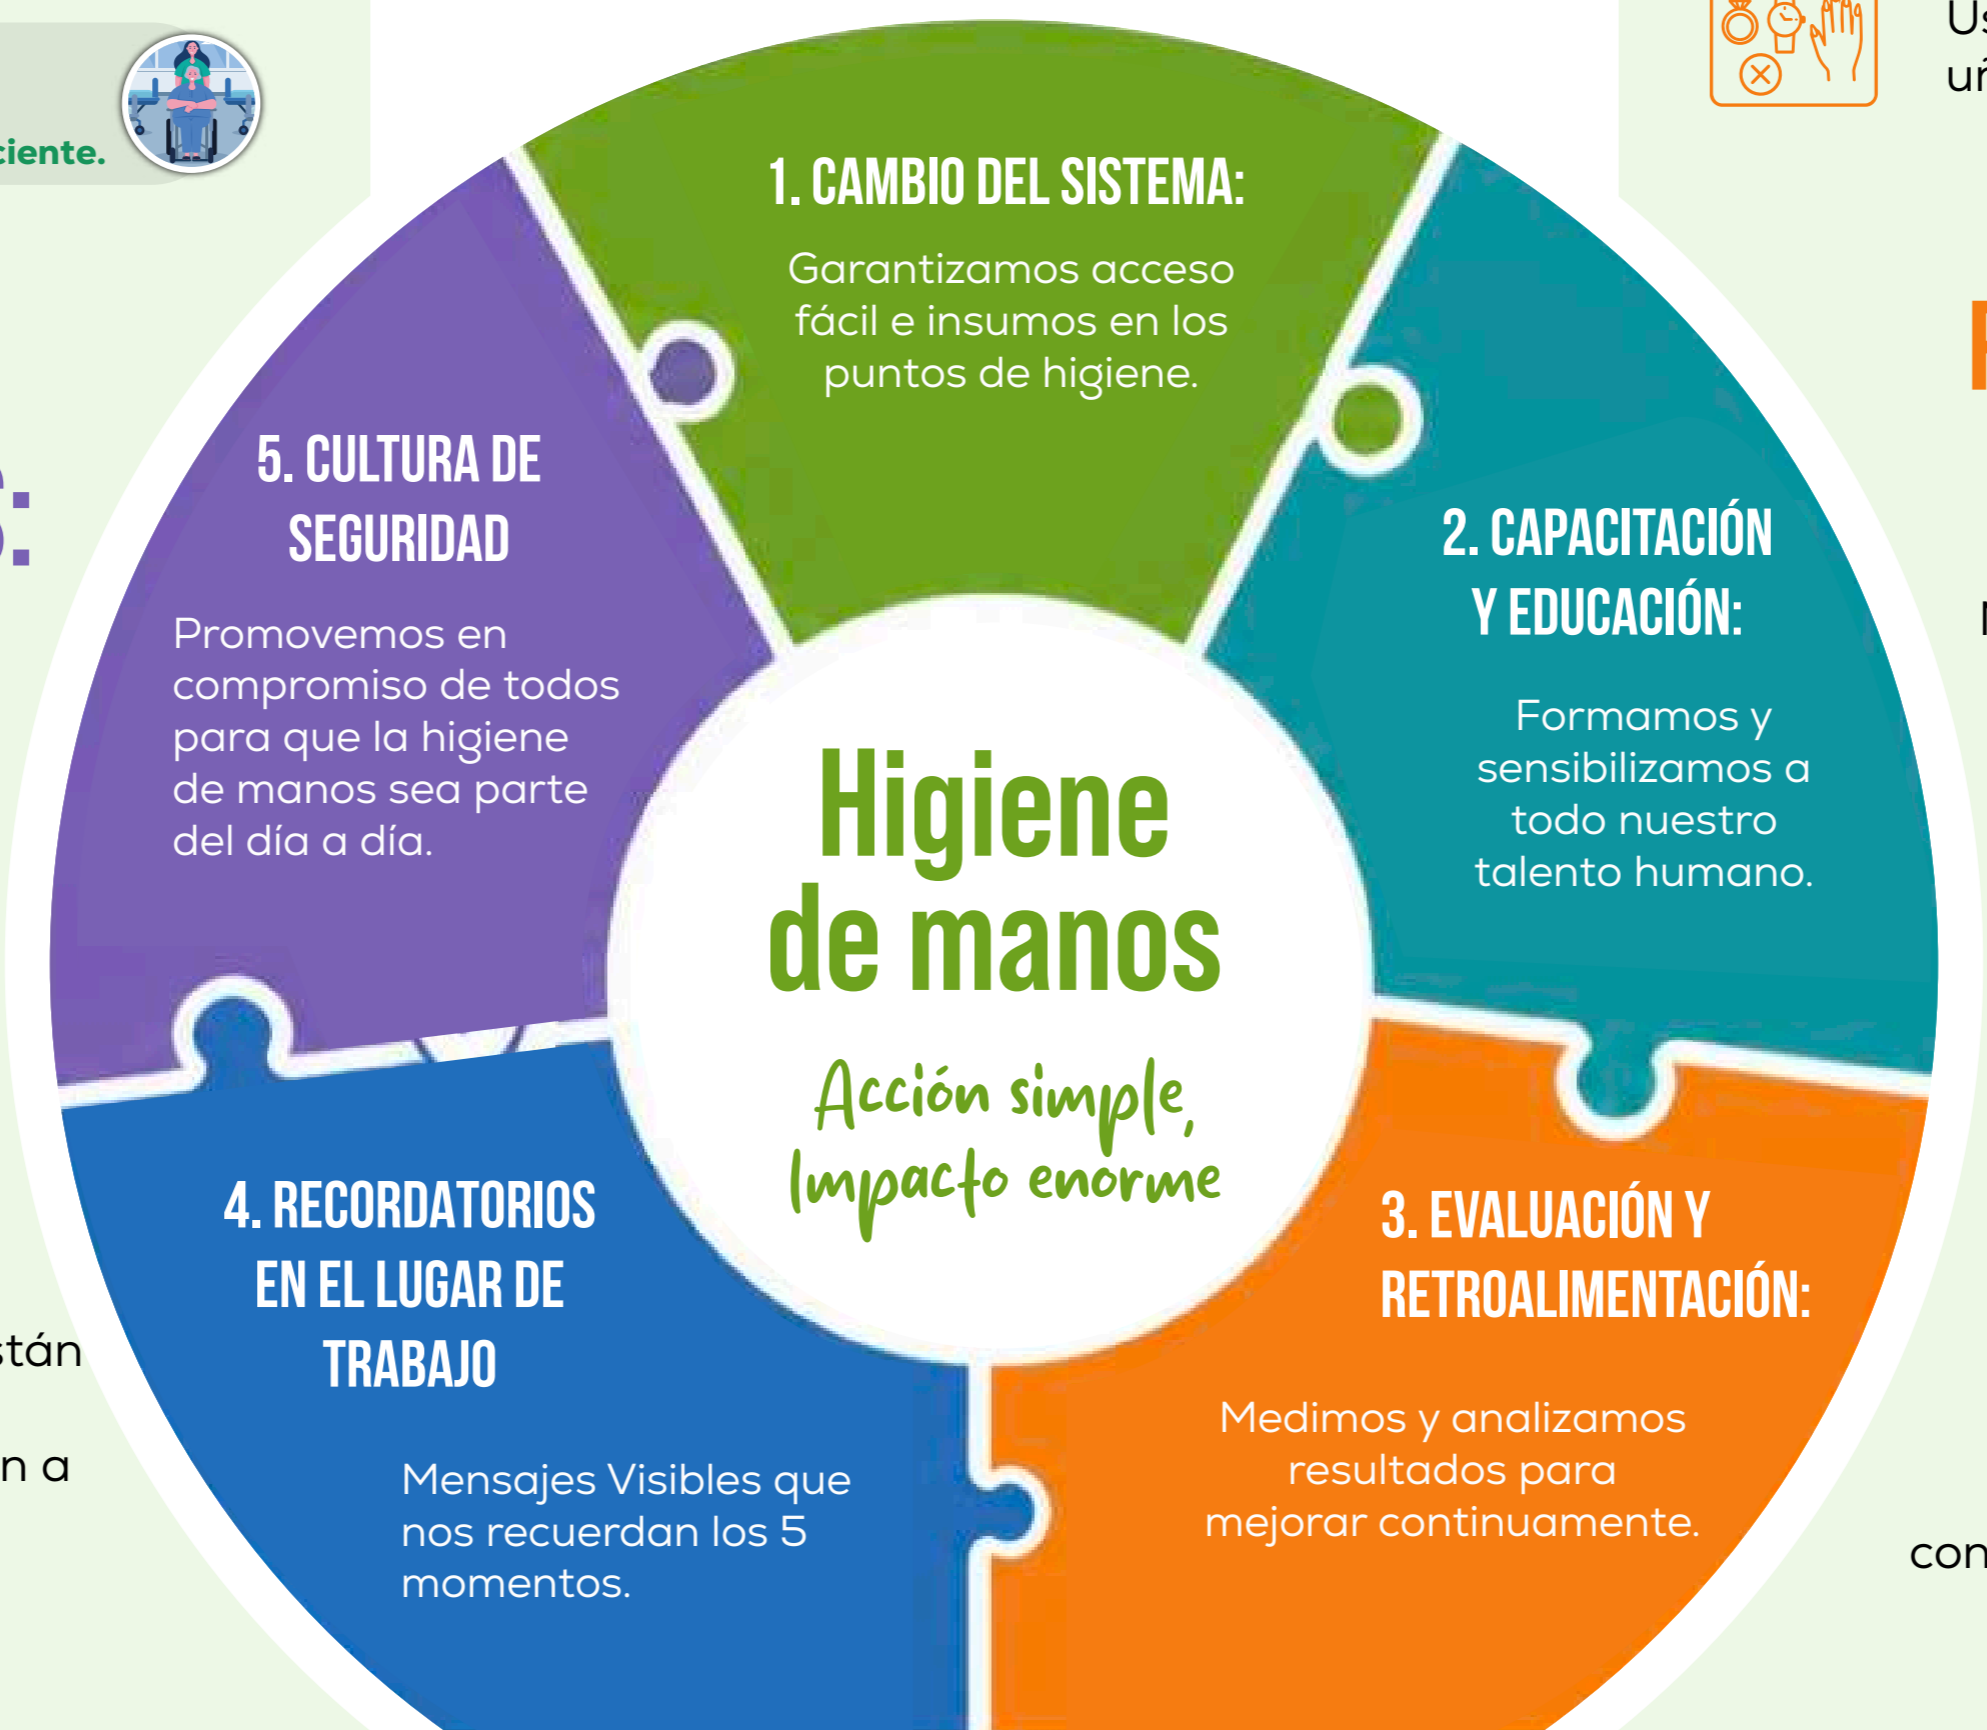 1. CAMBIO DEL SISTEMA:
Garantizamos acceso
fácil e insumos en los
puntos de higiene.
2. CAPACITACIÓN
Y EDUCACIÓN:
Formamos y
sensibilizamos a
todo nuestro
talento humano.
3. EVALUACIÓN Y
RETROALIMENTACIÓN:
Medimos y analizamos
resultados para
mejorar continuamente.
4. RECORDATORIOS
EN EL LUGAR DE
TRABAJO
Mensajes Visibles que
nos recuerdan los 5
momentos.
5. CULTURA DE
SEGURIDAD
Promovemos en
compromiso de todos
para que la higiene
de manos sea parte
del día a día.
Higiene
de manos
Acción simple,
Impacto enorme